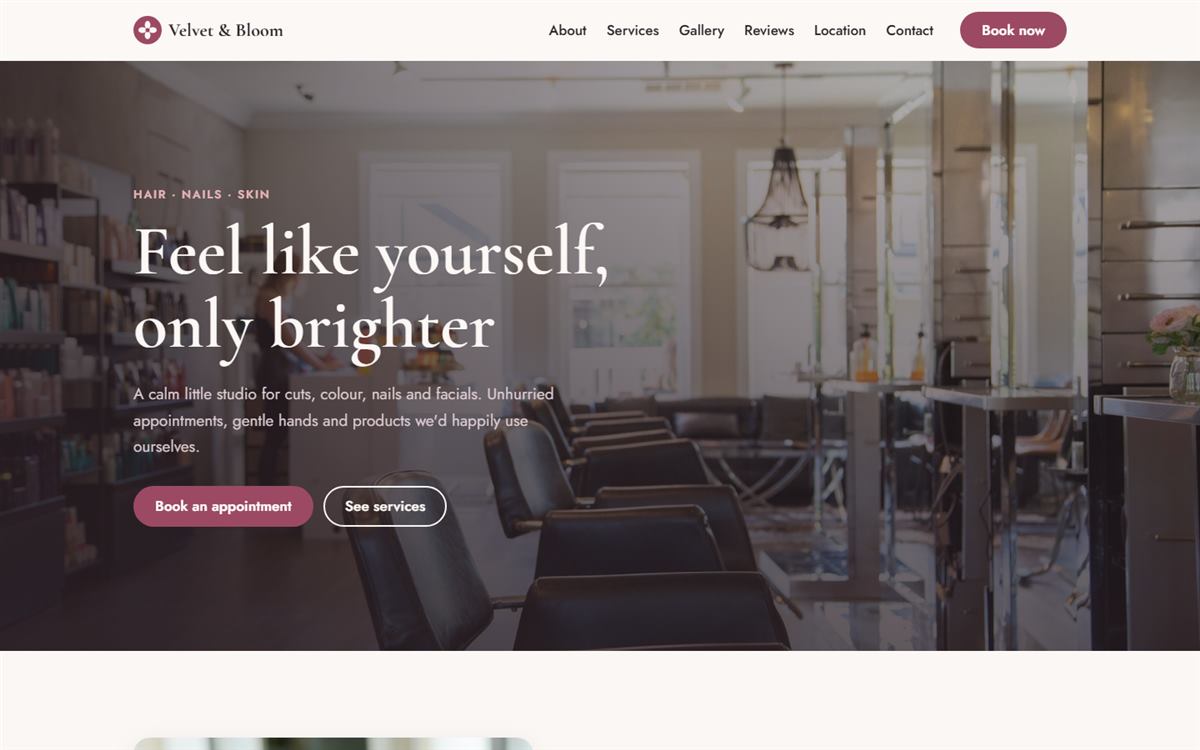 Velvet & Bloom
About Services Gallery Reviews Location Contact Book now
HAIR · NAILS · SKIN
Feel like yourself,
only brighter
A calm little studio for cuts, colour, nails and facials. Unhurried
appointments, gentle hands and products we'd happily use
ourselves.
Book an appointment See services